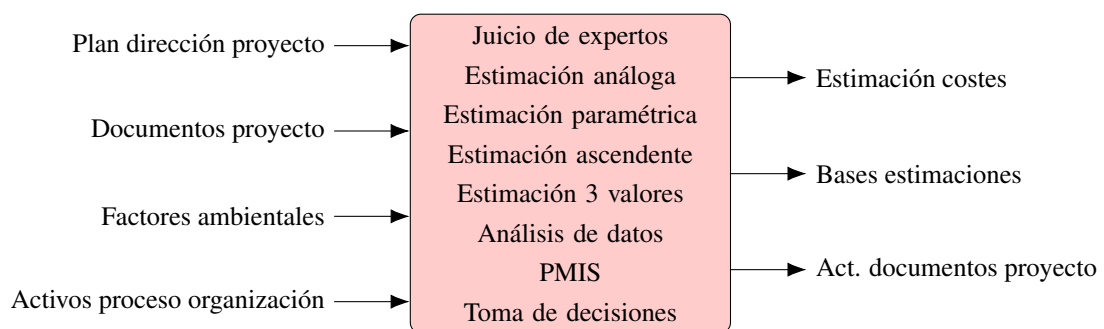 Plan dirección proyecto
Documentos proyecto
Factores ambientales
Activos proceso organización
Juicio de expertos
Estimación análoga
Estimación paramétrica
Estimación ascendente
Estimación 3 valores
Análisis de datos
PMIS
Toma de decisiones
Estimación costes
Bases estimaciones
Act. documentos proyecto